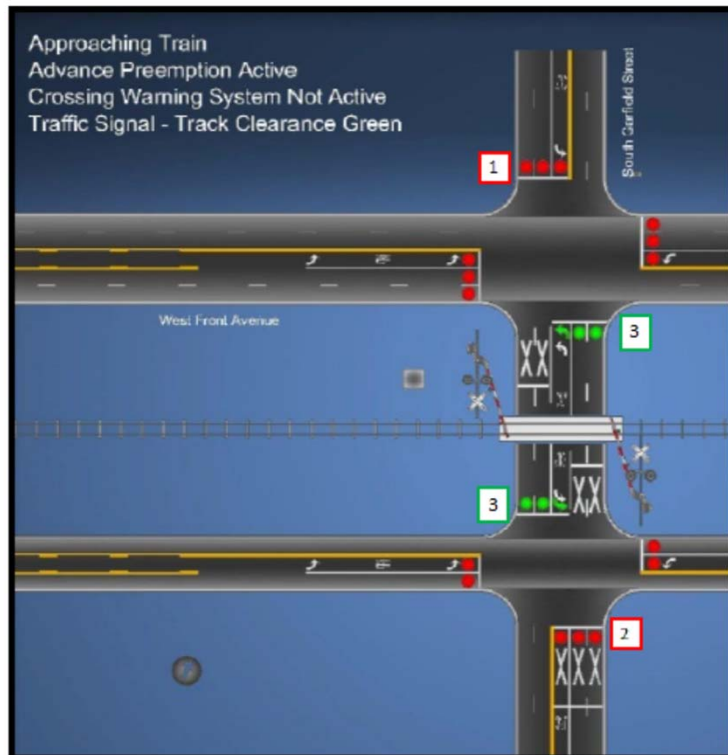 Approaching Train
Advance Preemption Active
Crossing Warning System Not Active
Traffic Signal - Track Clearance Green
South Garfield Street
1
West Front Avenue
3
3
2